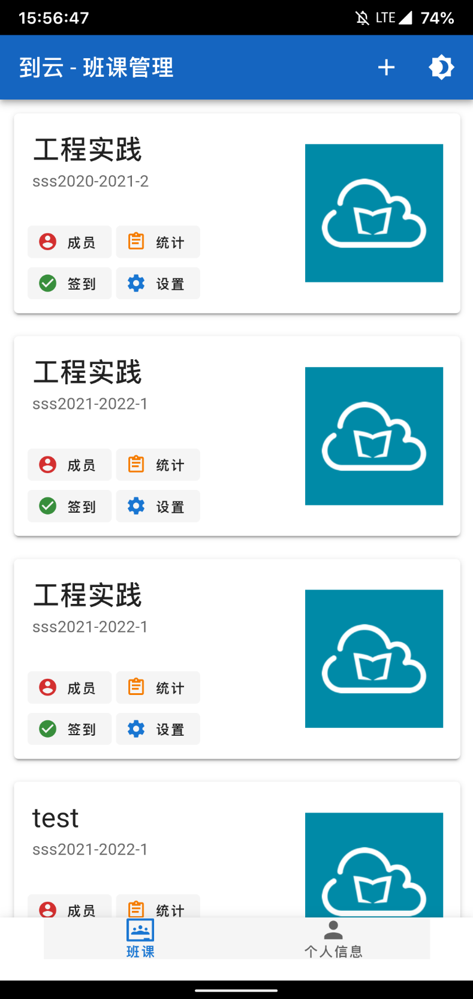 15:56:47 LTE 74%
到云 - 班课管理
工程实践
sss2020-2021-2
成员 统计
签到 设置
工程实践
sss2021-2022-1
成员 统计
签到 设置
工程实践
sss2021-2022-1
成员 统计
签到 设置
test
sss2021-2022-1
成员 统计
班课 个人信息